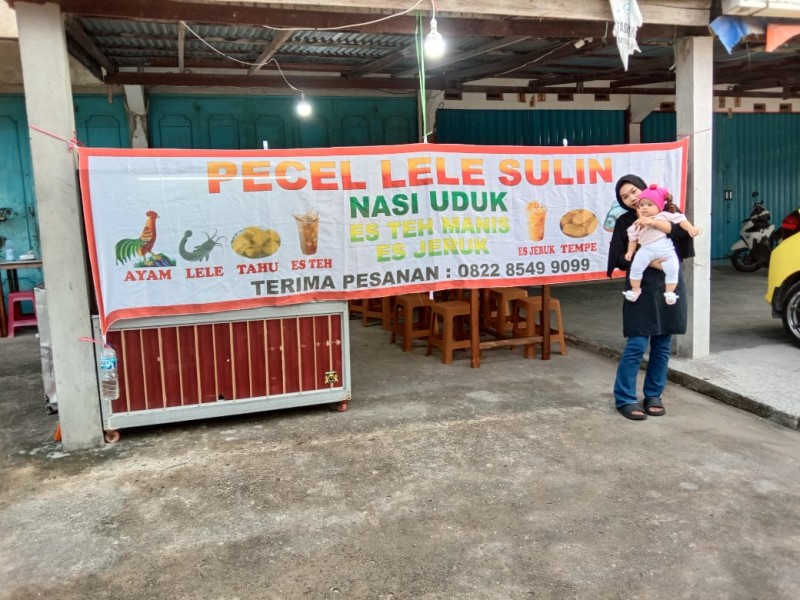 PECEL LELE SULIN
NASI UDUK
ES TEH MANIS
ES JERUK
AYAM LELE TAHU ES TEH
ES JERUK TEMPE
TERIMA PESANAN : 0822 8549 9099